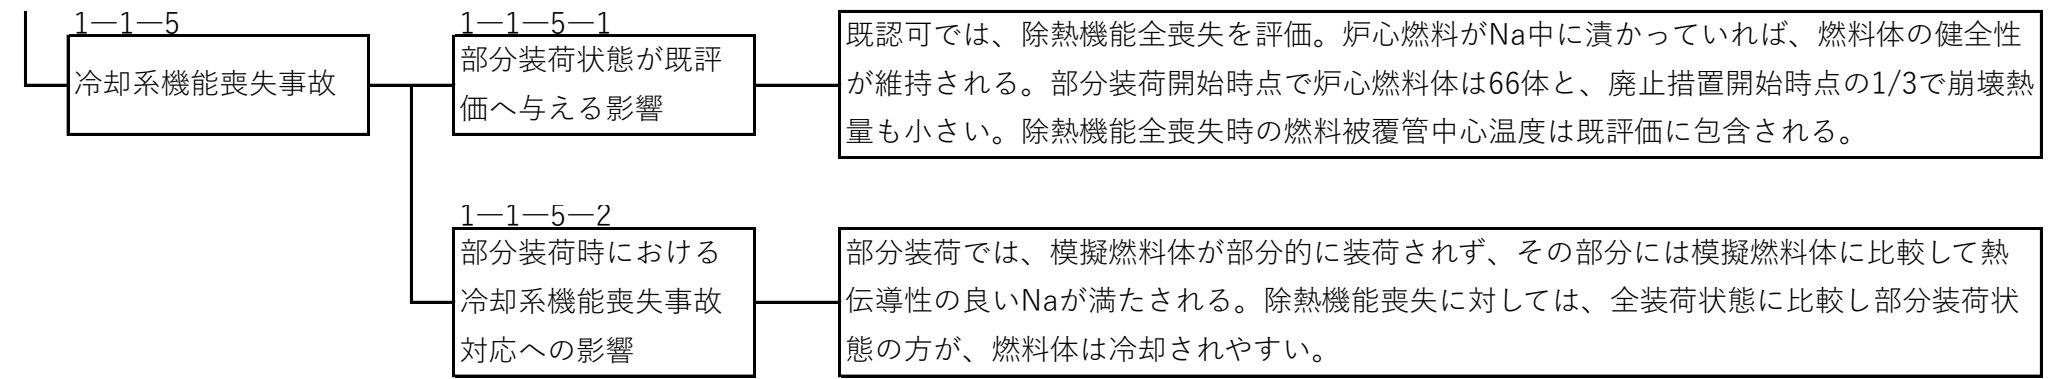 1―1―5
冷却系機能喪失事故
1―1―5―1
部分装荷状態が既評
価へ与える影響
既認可では、除熱機能全喪失を評価。炉心燃料がNa中に漬かっていれば、燃料体の健全性
が維持される。部分装荷開始時点で炉心燃料体は66体と、廃止措置開始時点の1/3で崩壊熱
量も小さい。除熱機能全喪失時の燃料被覆管中心温度は既評価に包含される。
1―1―5―2
部分装荷時における
冷却系機能喪失事故
対応への影響
部分装荷では、模擬燃料体が部分的に装荷されず、その部分には模擬燃料体に比較して熱
伝導性の良いNaが満たされる。除熱機能喪失に対しては、全装荷状態に比較し部分装荷状
態の方が、燃料体は冷却されやすい。